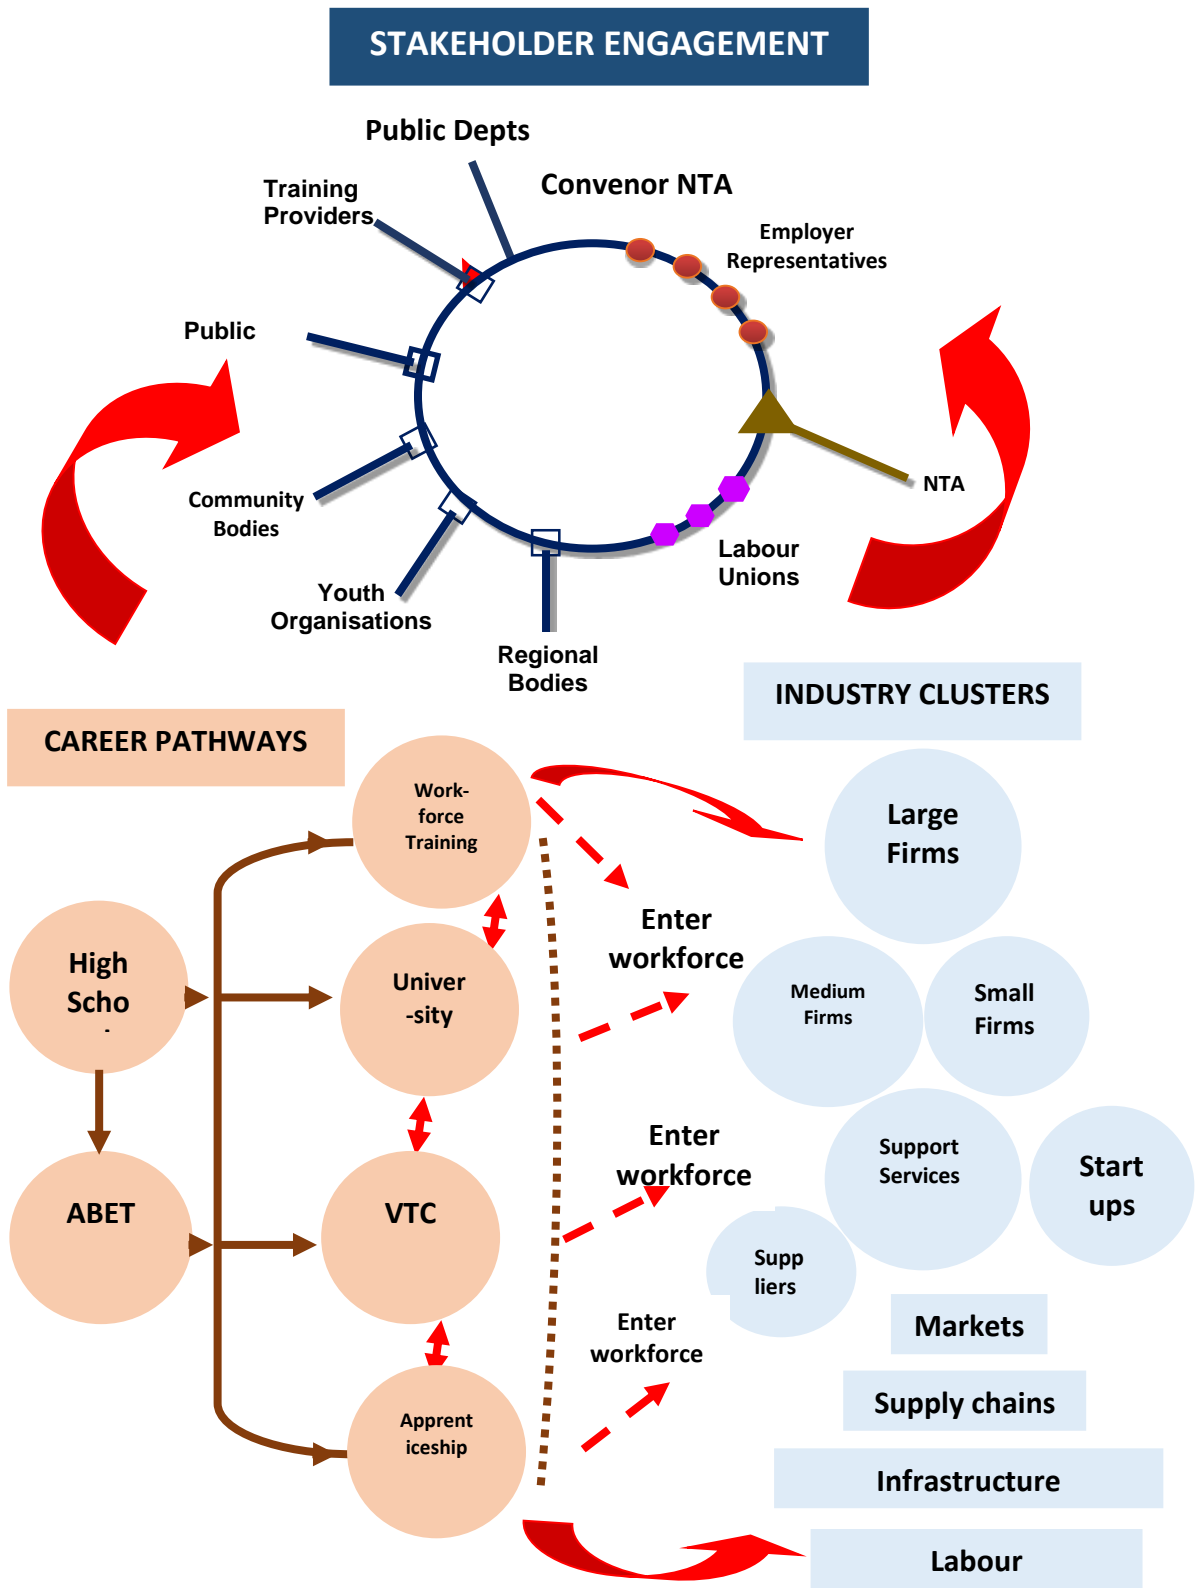 STAKEHOLDER ENGAGEMENT
Public Depts
Convenor NTA
Training
Providers
Employer
Representatives
Public
Community
Bodies
NTA
Labour
Unions
Youth
Organisations
Regional
Bodies
INDUSTRY CLUSTERS
CAREER PATHWAYS
Work-
force
Training
Large
Firms
High
Scho
Univer
-sity
Enter
workforce
Medium
Firms
Small
Firms
ABET
VTC
Enter
workforce
Support
Services
Start
ups
Supp
liers
Enter
workforce
Markets
Apprent
iceship
Supply chains
Infrastructure
Labour